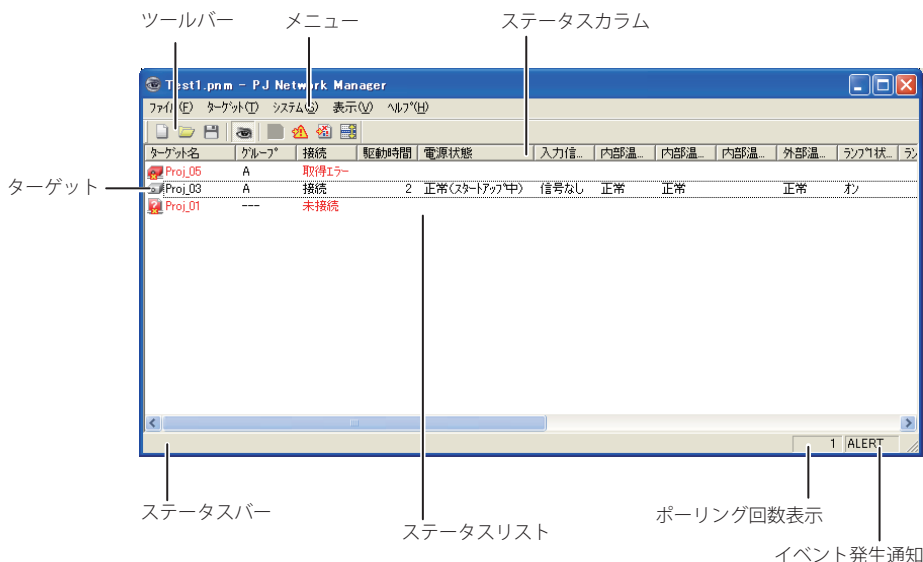 ツールバー メニュー ステータスカラム
Test1.pnm - PJ Network Manager
ファイル(F) ターゲット(T) システム(S) 表示(V) ヘルプ(H)
ターゲット名 グループ 接続 駆動時間 電源状態 入力信... 内部温... 内部温... 内部温... 外部温... ランプ1状... ラン
Proj_05 A 取得エラー
ターゲット
Proj_03 A 接続 2 正常(スタートアップ中) 信号なし 正常 正常 正常 オン
Proj_01 --- 未接続
1 ALERT
ステータスバー
ステータスリスト
ポーリング回数表示
イベント発生通知